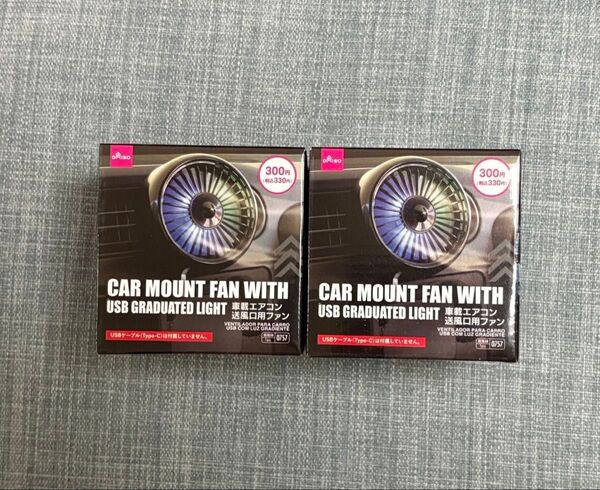 DAISO
300円
(税込330円)
CAR MOUNT FAN WITH
USB GRADUATED LIGHT
車載エアコン
送風口用ファン
VENTILADOR PARA CARRO
USB COM LUZ GRADIENTE
USBケーブル(Type-C)は付属していません。
0757
DAISO
300円
(税込330円)
CAR MOUNT FAN WITH
USB GRADUATED LIGHT
車載エアコン
送風口用ファン
VENTILADOR PARA CARRO
USB COM LUZ GRADIENTE
USBケーブル(Type-C)は付属していません。
0757